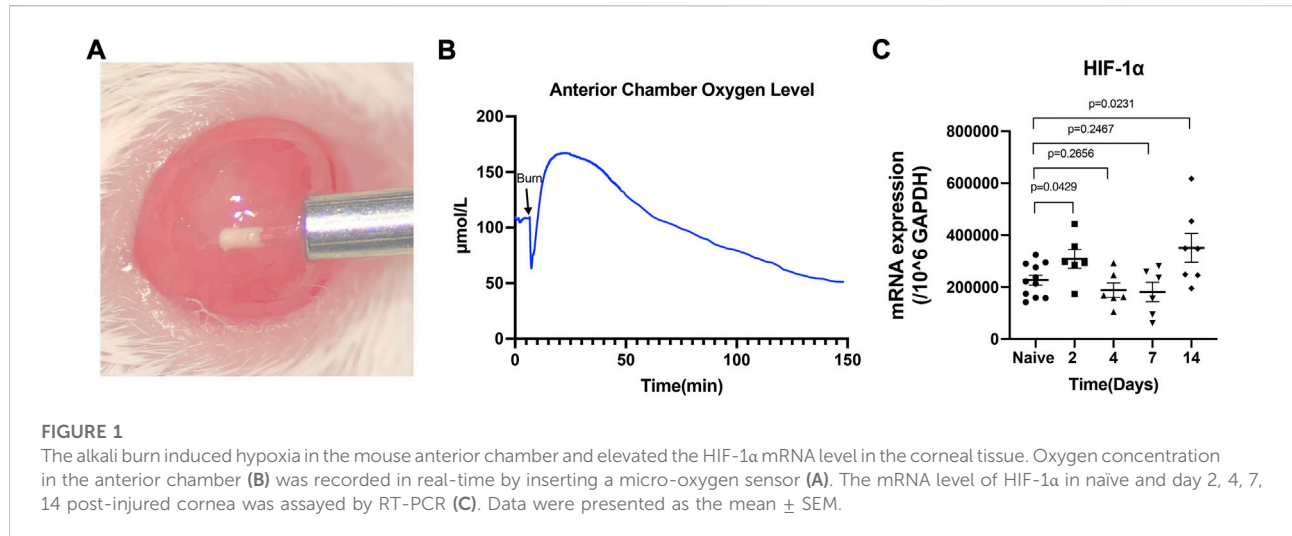 A
B
Anterior Chamber Oxygen Level
200
150
100
50
0
µmol/L
Burn
0
50
100
150
Time(min)
C
HIF-1α
p=0.0231
p=0.2467
p=0.2656
p=0.0429
800000
600000
400000
200000
0
mRNA expression
(/10^6 GAPDH)
Naive
2
4
7
14
Time(Days)
FIGURE 1
The alkali burn induced hypoxia in the mouse anterior chamber and elevated the HIF-1α mRNA level in the corneal tissue. Oxygen concentration
in the anterior chamber (B) was recorded in real-time by inserting a micro-oxygen sensor (A). The mRNA level of HIF-1α in naïve and day 2, 4, 7,
14 post-injured cornea was assayed by RT-PCR (C). Data were presented as the mean ± SEM.